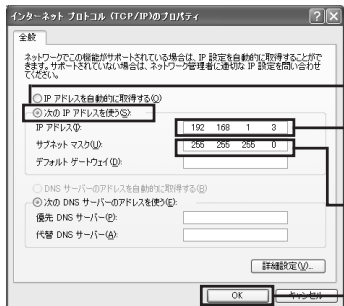 インターネット プロトコル (TCP/IP)のプロパティ
全般
ネットワークでこの機能がサポートされている場合は、IP 設定を自動的に取得することがで
きます。サポートされていない場合は、ネットワーク管理者に適切な IP 設定を問い合わせ
てください。
IP アドレスを自動的に取得する(O)
次の IP アドレスを使う(S):
IP アドレス(I): 192 168 1 3
サブネット マスク(U): 255 255 255 0
デフォルト ゲートウェイ(D):
DNS サーバーのアドレスを自動的に取得する(B)
次の DNS サーバーのアドレスを使う(E):
優先 DNS サーバー(P):
代替 DNS サーバー(A):
詳細設定(V)...
OK キャンセル